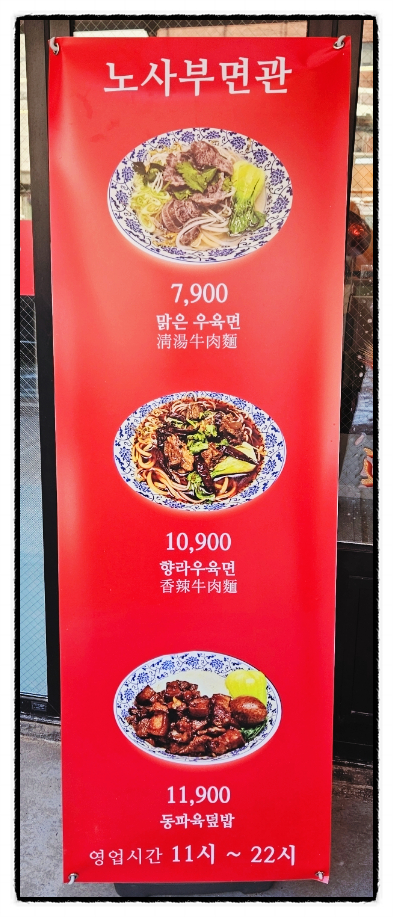 노사부면관
7,900
맑은 우육면
淸湯牛肉麵
10,900
향라우육면
香辣牛肉麵
11,900
동파육덮밥
영업시간 11시 ~ 22시